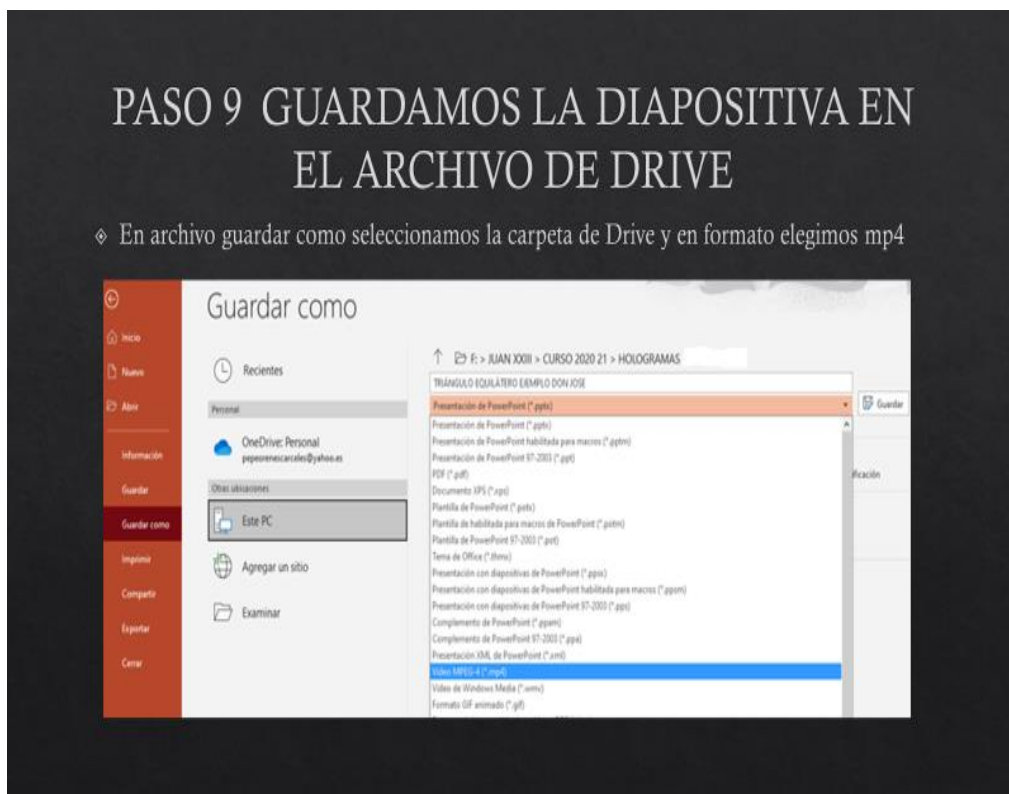 PASO 9 GUARDAMOS LA DIAPOSITIVA EN
EL ARCHIVO DE DRIVE
En archivo guardar como seleccionamos la carpeta de Drive y en formato elegimos mp4
Guardar como
Inicio
Nuevo
Abrir
Información
Guardar
Guardar como
Imprimir
Compartir
Exportar
Cerrar
Recientes
Personal
OneDrive: Personal
pepeorenescarceles@yahoo.es
Otras ubicaciones
Este PC
Agregar un sitio
Examinar
F: > JUAN XXIII > CURSO 2020 21 > HOLOGRAMAS
TRIÁNGULO EQUILÁTERO EJEMPLO DON JOSE
Presentación de PowerPoint (*.pptx)
Guardar
Presentación de PowerPoint (*.pptx)
Presentación de PowerPoint habilitada para macros (*.pptm)
Presentación de PowerPoint 97-2003 (*.ppt)
PDF (*.pdf)
Documento XPS (*.xps)
Plantilla de PowerPoint (*.potx)
Plantilla de habilitada para macros de PowerPoint (*.potm)
Plantilla de PowerPoint 97-2003 (*.pot)
Tema de Office (*.thmx)
Presentación con diapositivas de PowerPoint (*.ppsx)
Presentación con diapositivas de PowerPoint habilitada para macros (*.ppsm)
Presentación con diapositivas de PowerPoint 97-2003 (*.pps)
Complemento de PowerPoint (*.ppam)
Complemento de PowerPoint 97-2003 (*.ppa)
Presentación XML de PowerPoint (*.xml)
Video MPEG-4 (*.mp4)
Video de Windows Media (*.wmv)
Formato GIF animado (*.gif)
ificación